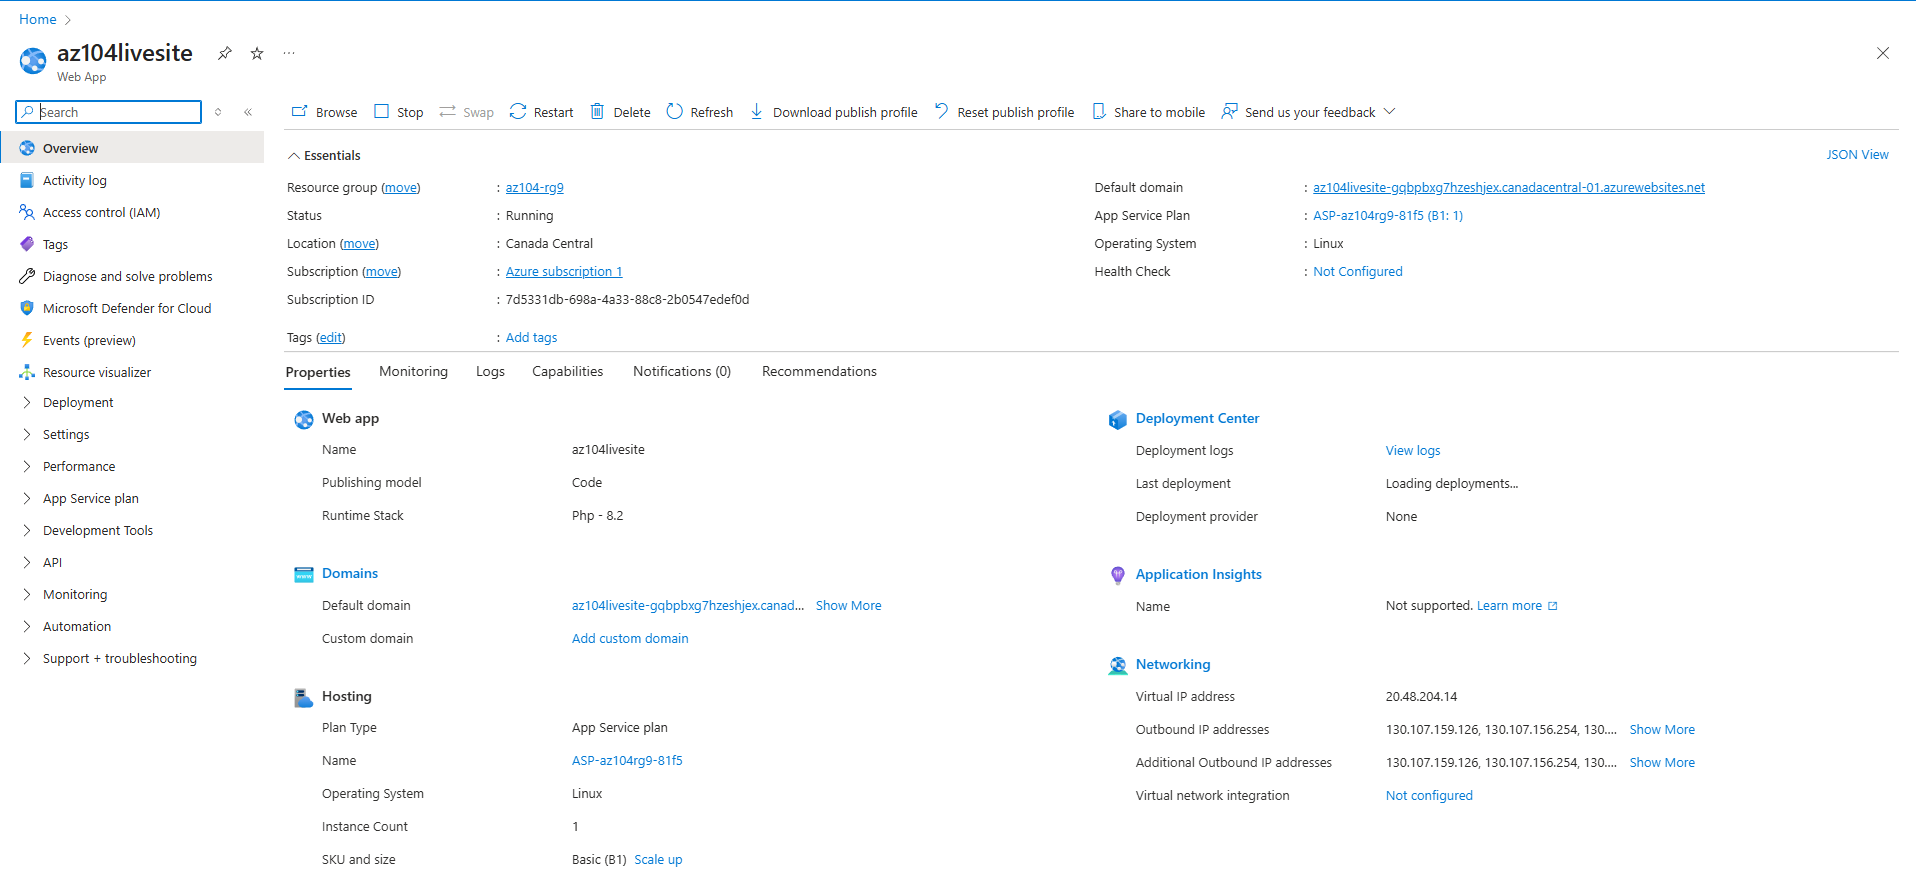 Home
az104livesite
Web App
Search
Overview
Activity log
Access control (IAM)
Tags
Diagnose and solve problems
Microsoft Defender for Cloud
Events (preview)
Resource visualizer
Deployment
Settings
Performance
App Service plan
Development Tools
API
Monitoring
Automation
Support + troubleshooting
Browse Stop Swap Restart Delete Refresh Download publish profile Reset publish profile Share to mobile Send us your feedback
Essentials
JSON View
Resource group (move) : az104-rg9
Status : Running
Location (move) : Canada Central
Subscription (move) : Azure subscription 1
Subscription ID : 7d5331db-698a-4a33-88c8-2b0547edef0d
Tags (edit) : Add tags
Default domain : az104livesite-gqbpbxg7hzeshjex.canadacentral-01.azurewebsites.net
App Service Plan : ASP-az104rg9-81f5 (B1: 1)
Operating System : Linux
Health Check : Not Configured
Properties Monitoring Logs Capabilities Notifications (0) Recommendations
Web app
Name az104livesite
Publishing model Code
Runtime Stack Php - 8.2
Domains
Default domain az104livesite-gqbpbxg7hzeshjex.canad... Show More
Custom domain Add custom domain
Hosting
Plan Type App Service plan
Name ASP-az104rg9-81f5
Operating System Linux
Instance Count 1
SKU and size Basic (B1) Scale up
Deployment Center
Deployment logs View logs
Last deployment Loading deployments...
Deployment provider None
Application Insights
Name Not supported. Learn more
Networking
Virtual IP address 20.48.204.14
Outbound IP addresses 130.107.159.126, 130.107.156.254, 130.... Show More
Additional Outbound IP addresses 130.107.159.126, 130.107.156.254, 130.... Show More
Virtual network integration Not configured